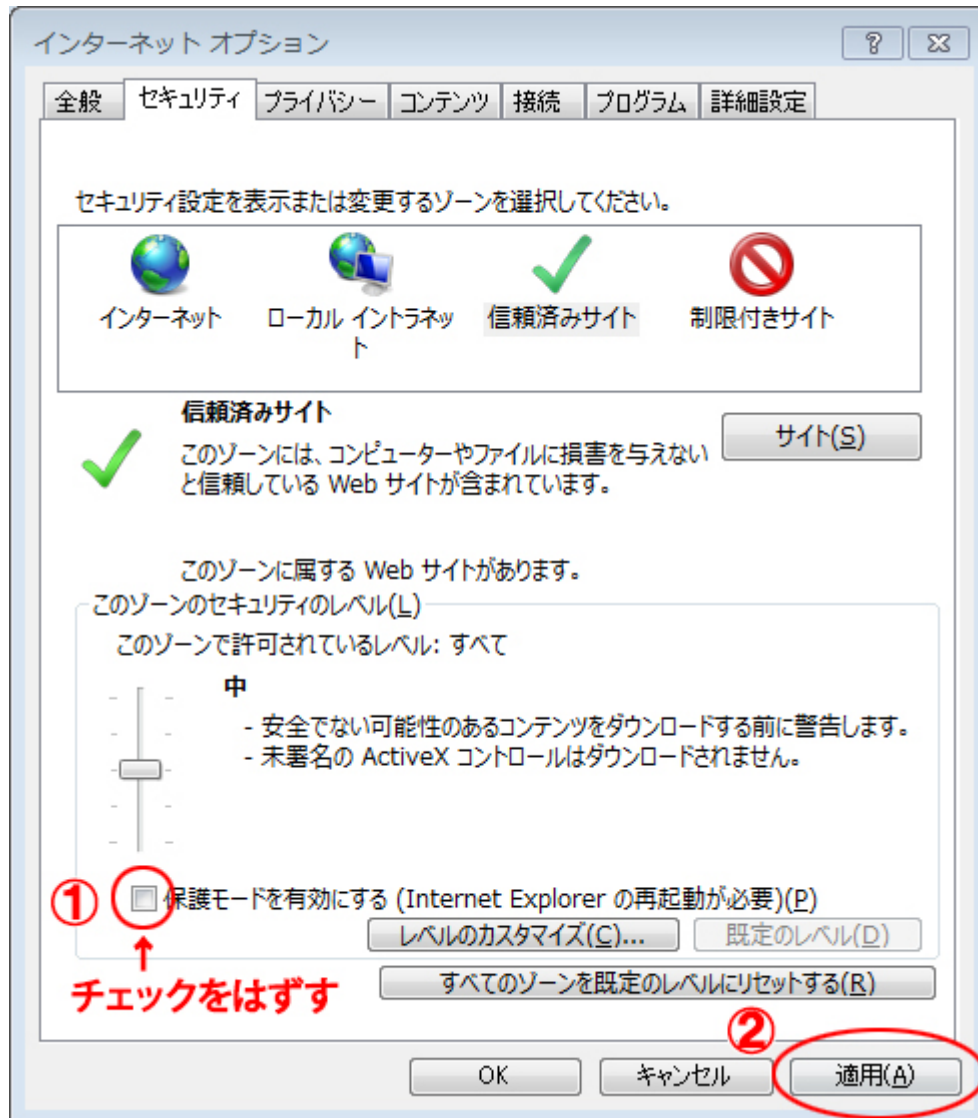 インターネット オプション
全般 セキュリティ プライバシー コンテンツ 接続 プログラム 詳細設定
セキュリティ設定を表示または変更するゾーンを選択してください。
インターネット
ローカル イントラネッ
ト
信頼済みサイト
制限付きサイト
信頼済みサイト
サイト(S)
このゾーンには、コンピューターやファイルに損害を与えない
と信頼している Web サイトが含まれています。
このゾーンに属する Web サイトがあります。
このゾーンのセキュリティのレベル(L)
このゾーンで許可されているレベル: すべて
中
- 安全でない可能性のあるコンテンツをダウンロードする前に警告します。
- 未署名の ActiveX コントロールはダウンロードされません。
① 保護モードを有効にする (Internet Explorer の再起動が必要)(P)
レベルのカスタマイズ(C)... 既定のレベル(D)
↑
チェックをはずす
すべてのゾーンを既定のレベルにリセットする(R)
②
OK キャンセル 適用(A)